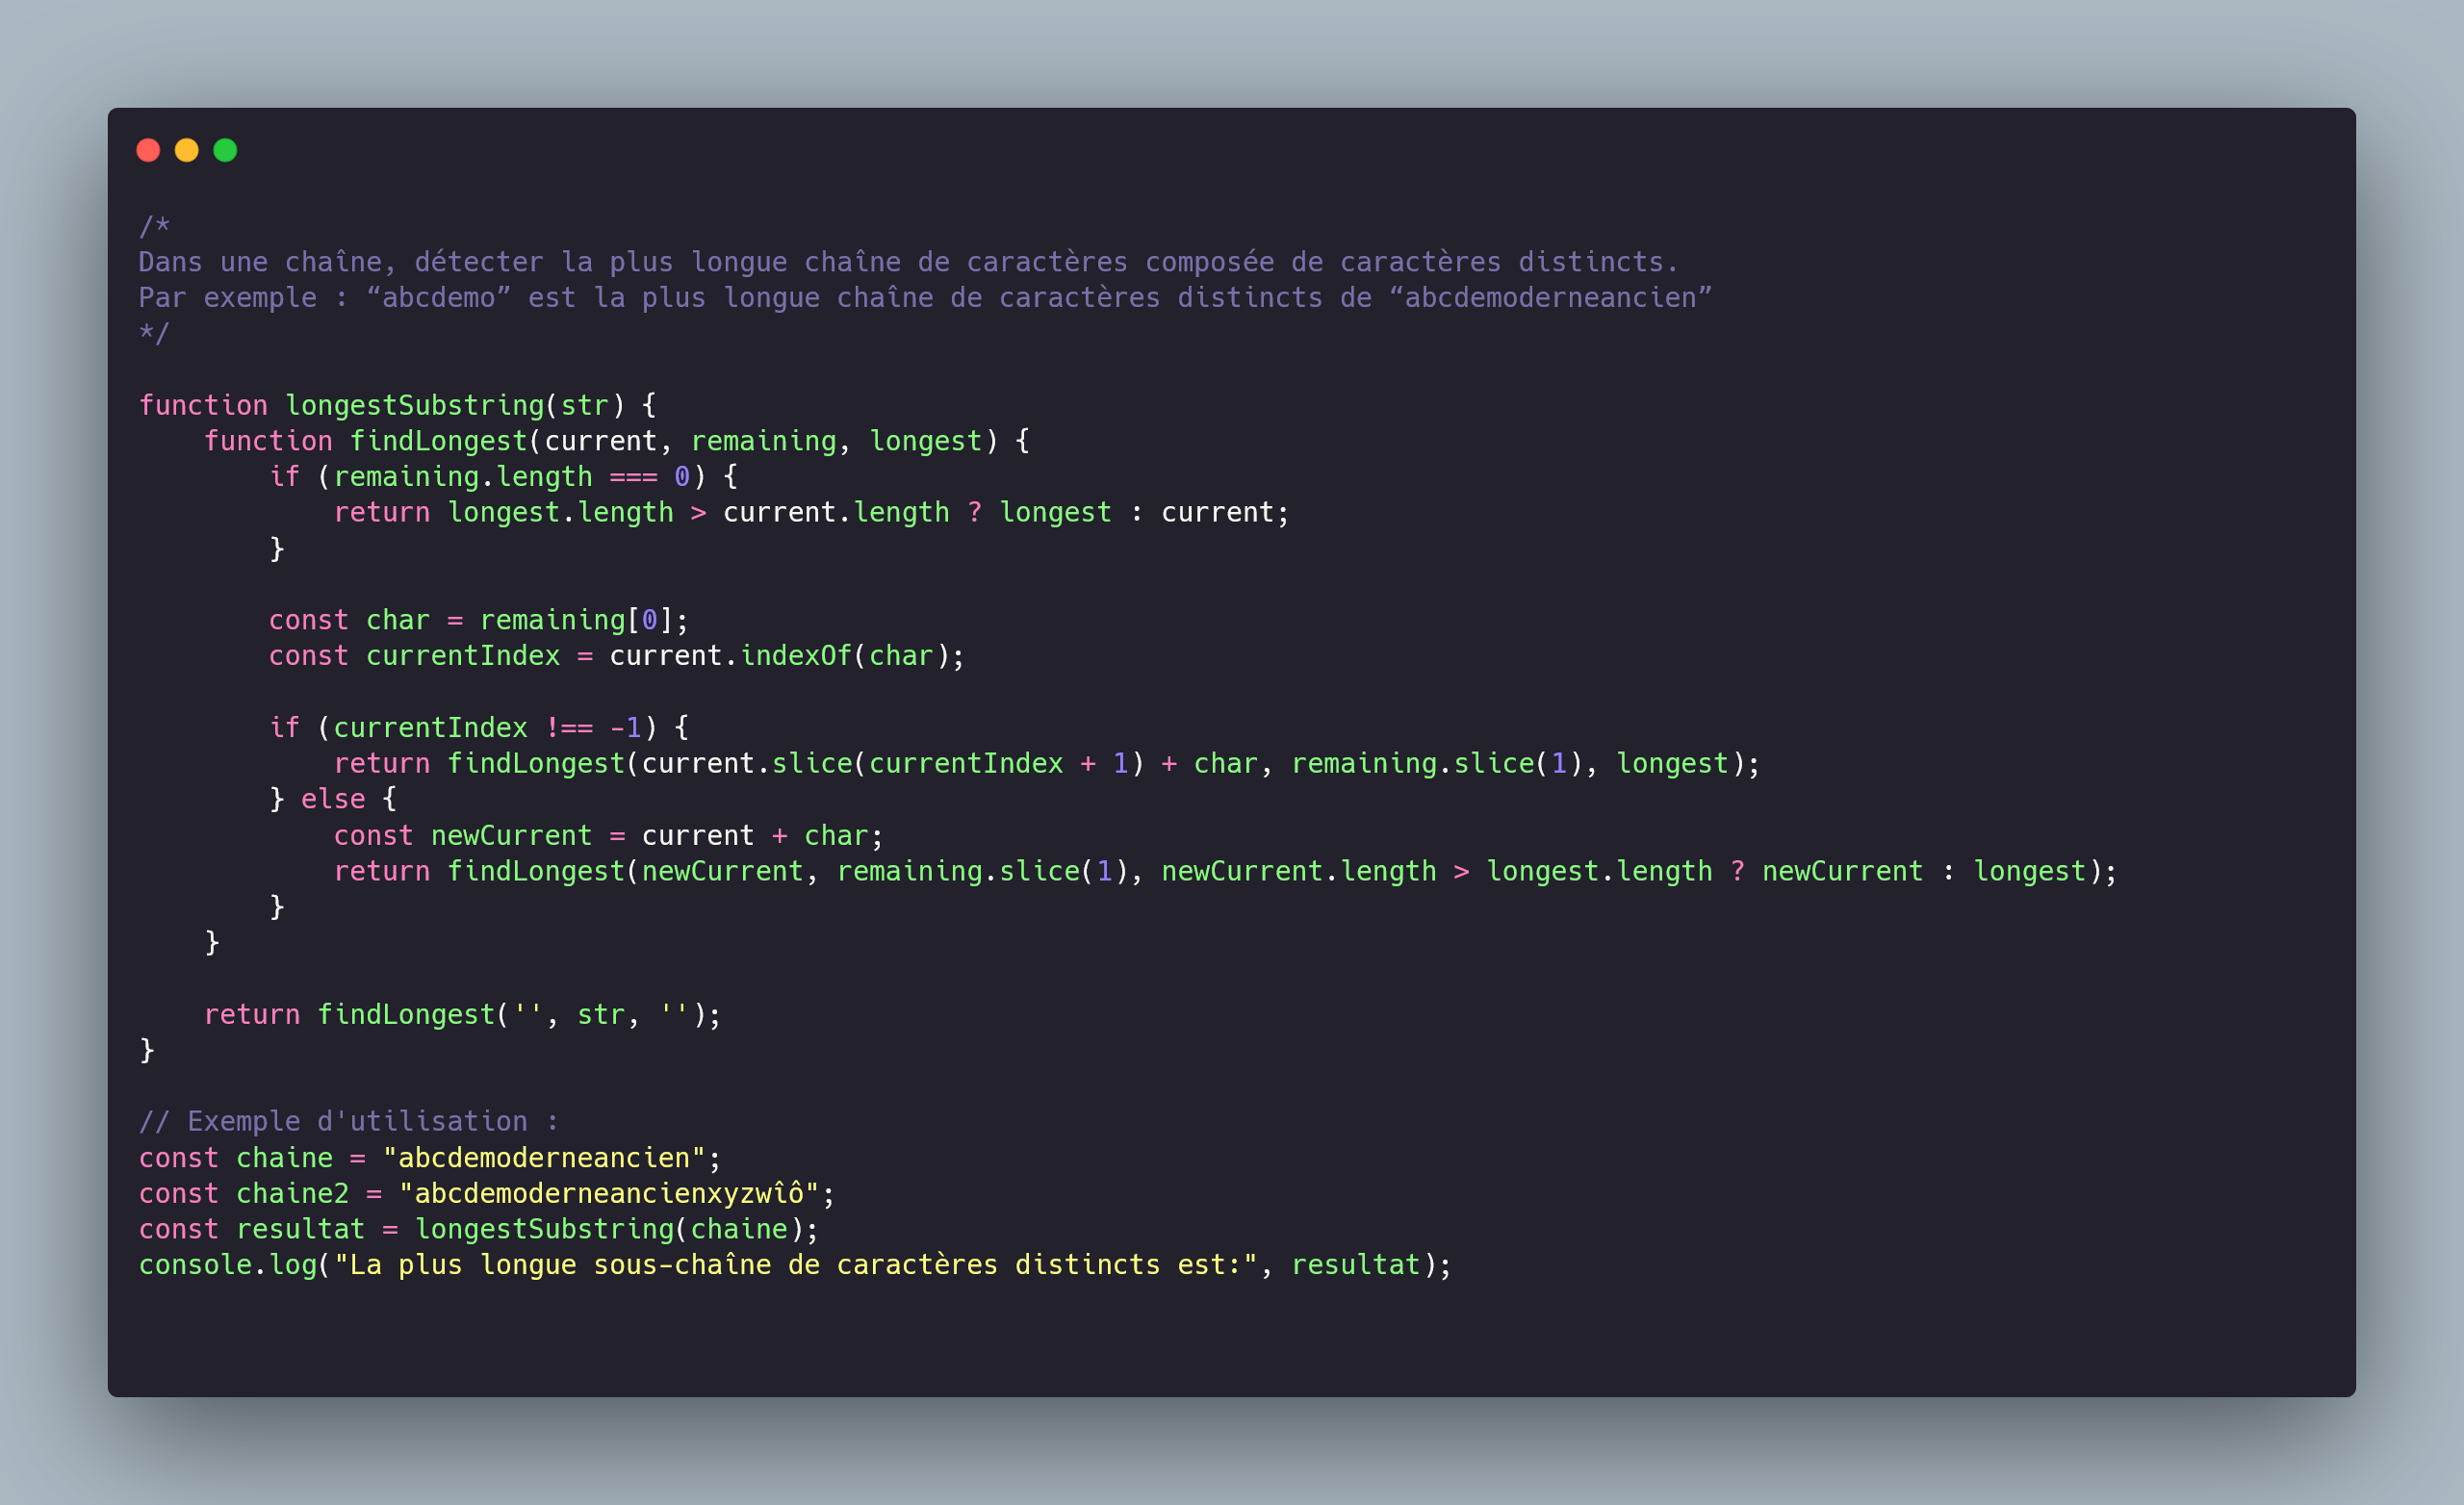 /*
Dans une chaîne, détecter la plus longue chaîne de caractères composée de caractères distincts.
Par exemple : “abcdemo” est la plus longue chaîne de caractères distincts de “abcdemoderneancien”
*/
function longestSubstring(str) {
    function findLongest(current, remaining, longest) {
        if (remaining.length === 0) {
            return longest.length > current.length ? longest : current;
        }
        const char = remaining[0];
        const currentIndex = current.indexOf(char);
        if (currentIndex !== -1) {
            return findLongest(current.slice(currentIndex + 1) + char, remaining.slice(1), longest);
        } else {
            const newCurrent = current + char;
            return findLongest(newCurrent, remaining.slice(1), newCurrent.length > longest.length ? newCurrent : longest);
        }
    }
    return findLongest('', str, '');
}
// Exemple d'utilisation :
const chaine = "abcdemoderneancien";
const chaine2 = "abcdemoderneancienxyzwîô";
const resultat = longestSubstring(chaine);
console.log("La plus longue sous-chaîne de caractères distincts est:", resultat);